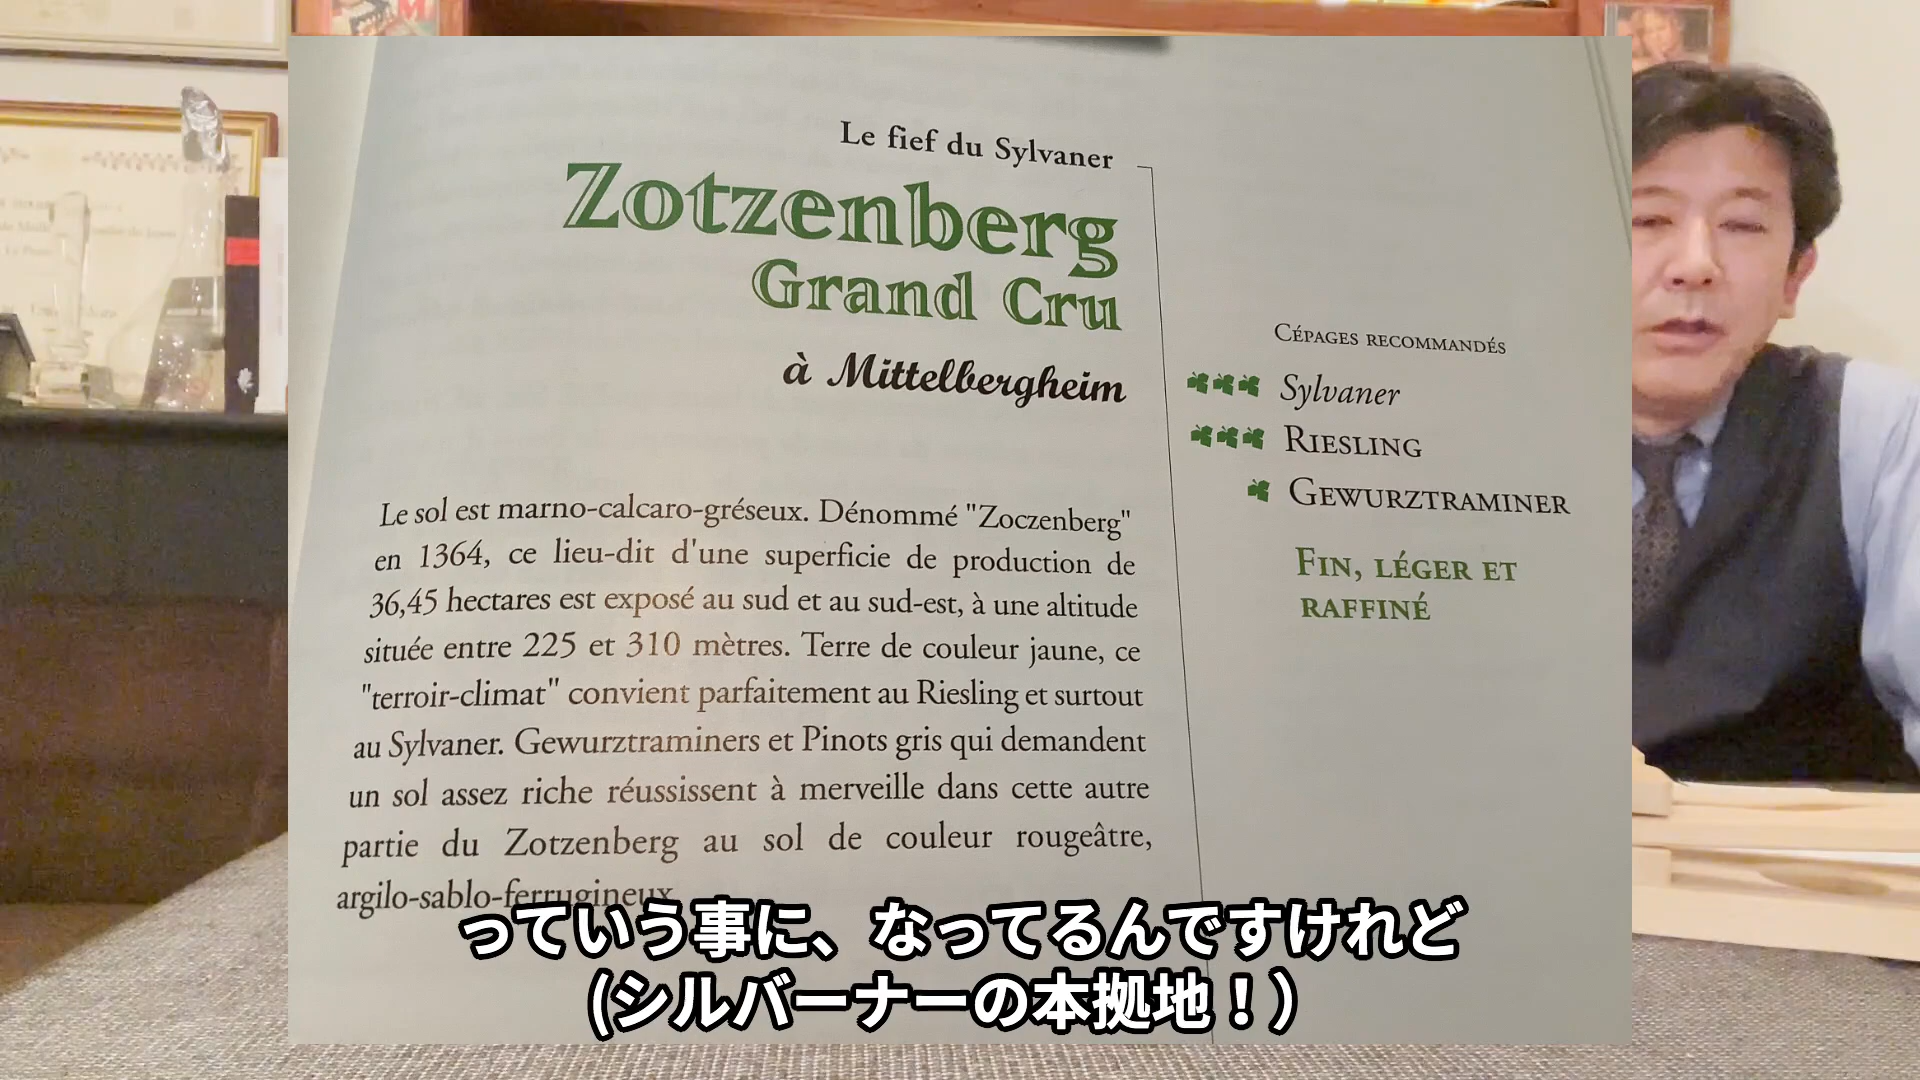 Le fief du Sylvaner
Zotzenberg
Grand Cru
à Mittelbergheim
Le sol est marno-calcaro-gréseux. Dénommé "Zoczenberg"
en 1364, ce lieu-dit d'une superficie de production de
36,45 hectares est exposé au sud et au sud-est, à une altitude
située entre 225 et 310 mètres. Terre de couleur jaune, ce
"terroir-climat" convient parfaitement au Riesling et surtout
au Sylvaner. Gewurztraminers et Pinots gris qui demandent
un sol assez riche réussissent à merveille dans cette autre
partie du Zotzenberg au sol de couleur rougeâtre,
argilo-sablo-ferrugineux
CÉPAGES RECOMMANDÉS
Sylvaner
RIESLING
GEWURZTRAMINER
FIN, LÉGER ET
RAFFINÉ
っていう事に、なってるんですけれど
(シルバーナーの本拠地！)